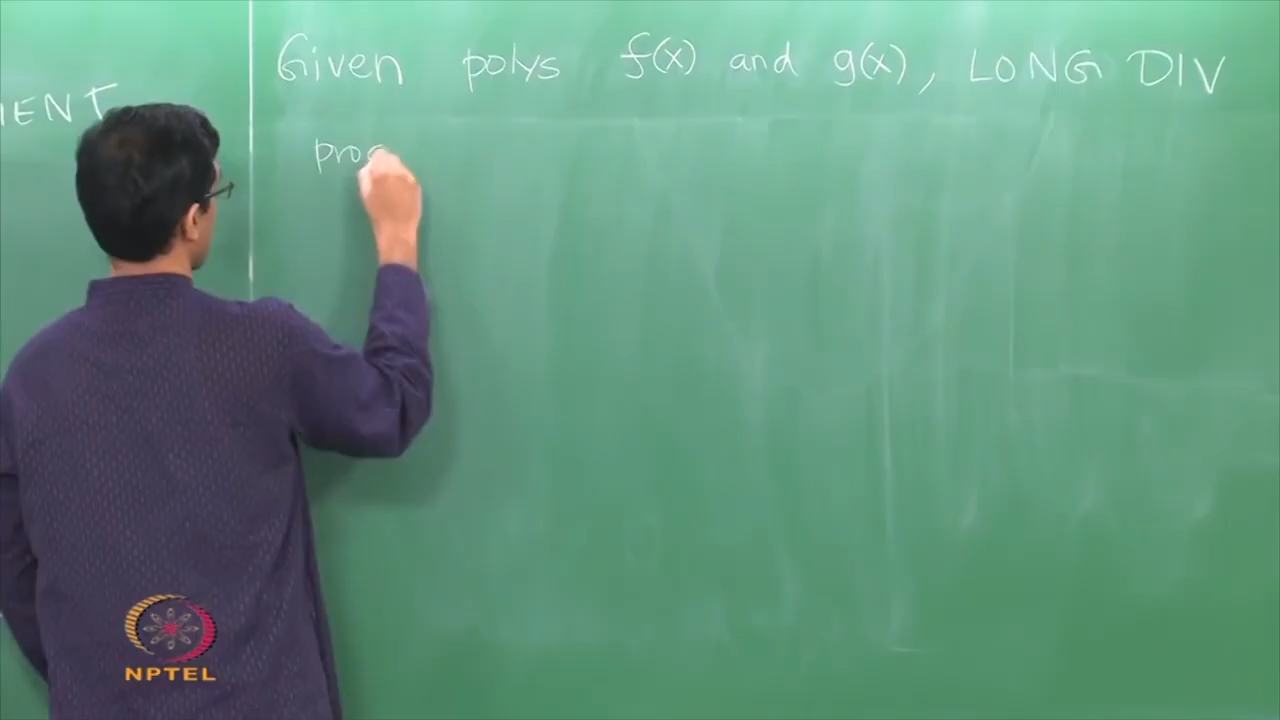 Given polys f(x) and g(x), LONG DIV
IENT
NPTEL